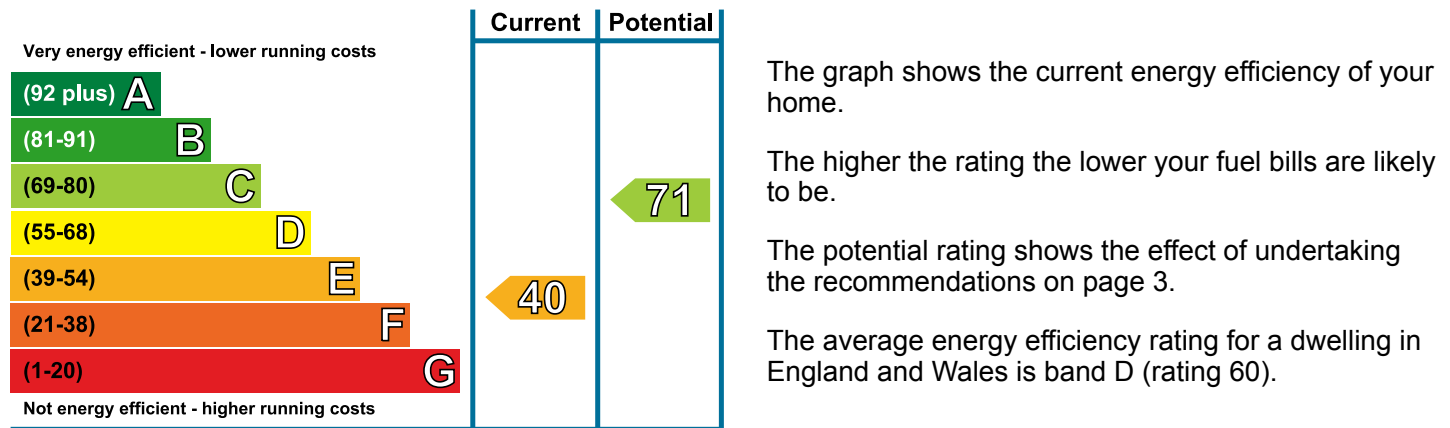 Current Potential
Very energy efficient - lower running costs
(92 plus) A
(81-91) B
(69-80) C
71
(55-68) D
(39-54) E
40
(21-38) F
(1-20) G
Not energy efficient - higher running costs
The graph shows the current energy efficiency of your
home.
The higher the rating the lower your fuel bills are likely
to be.
The potential rating shows the effect of undertaking
the recommendations on page 3.
The average energy efficiency rating for a dwelling in
England and Wales is band D (rating 60).